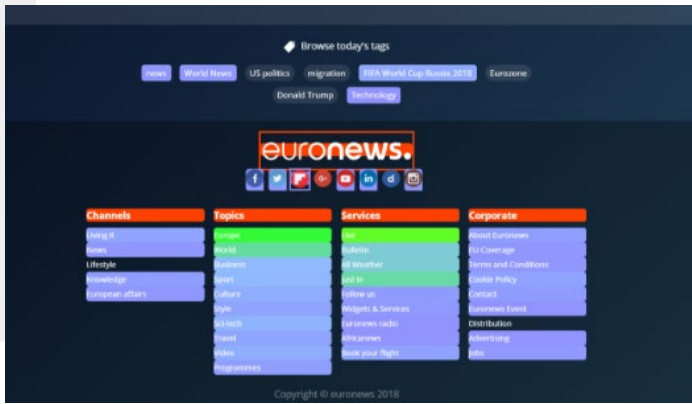 Browse today's tags
news World News US politics migration FIFA World Cup Russia 2018 Eurozone
Donald Trump Technology
euronews.
Channels Topics Services Corporate
Living It Europe Live About Euronews
News World Bulletin EU Coverage
Lifestyle Business All Weather Terms and Conditions
Knowledge Sport Just In Cookie Policy
European affairs Culture Follow us Contact
Style Widgets & Services Euronews Event
Sci-tech Euronews radio Distribution
Travel Africanews Advertising
Video Book your flight Jobs
Programmes
Copyright © euronews 2018